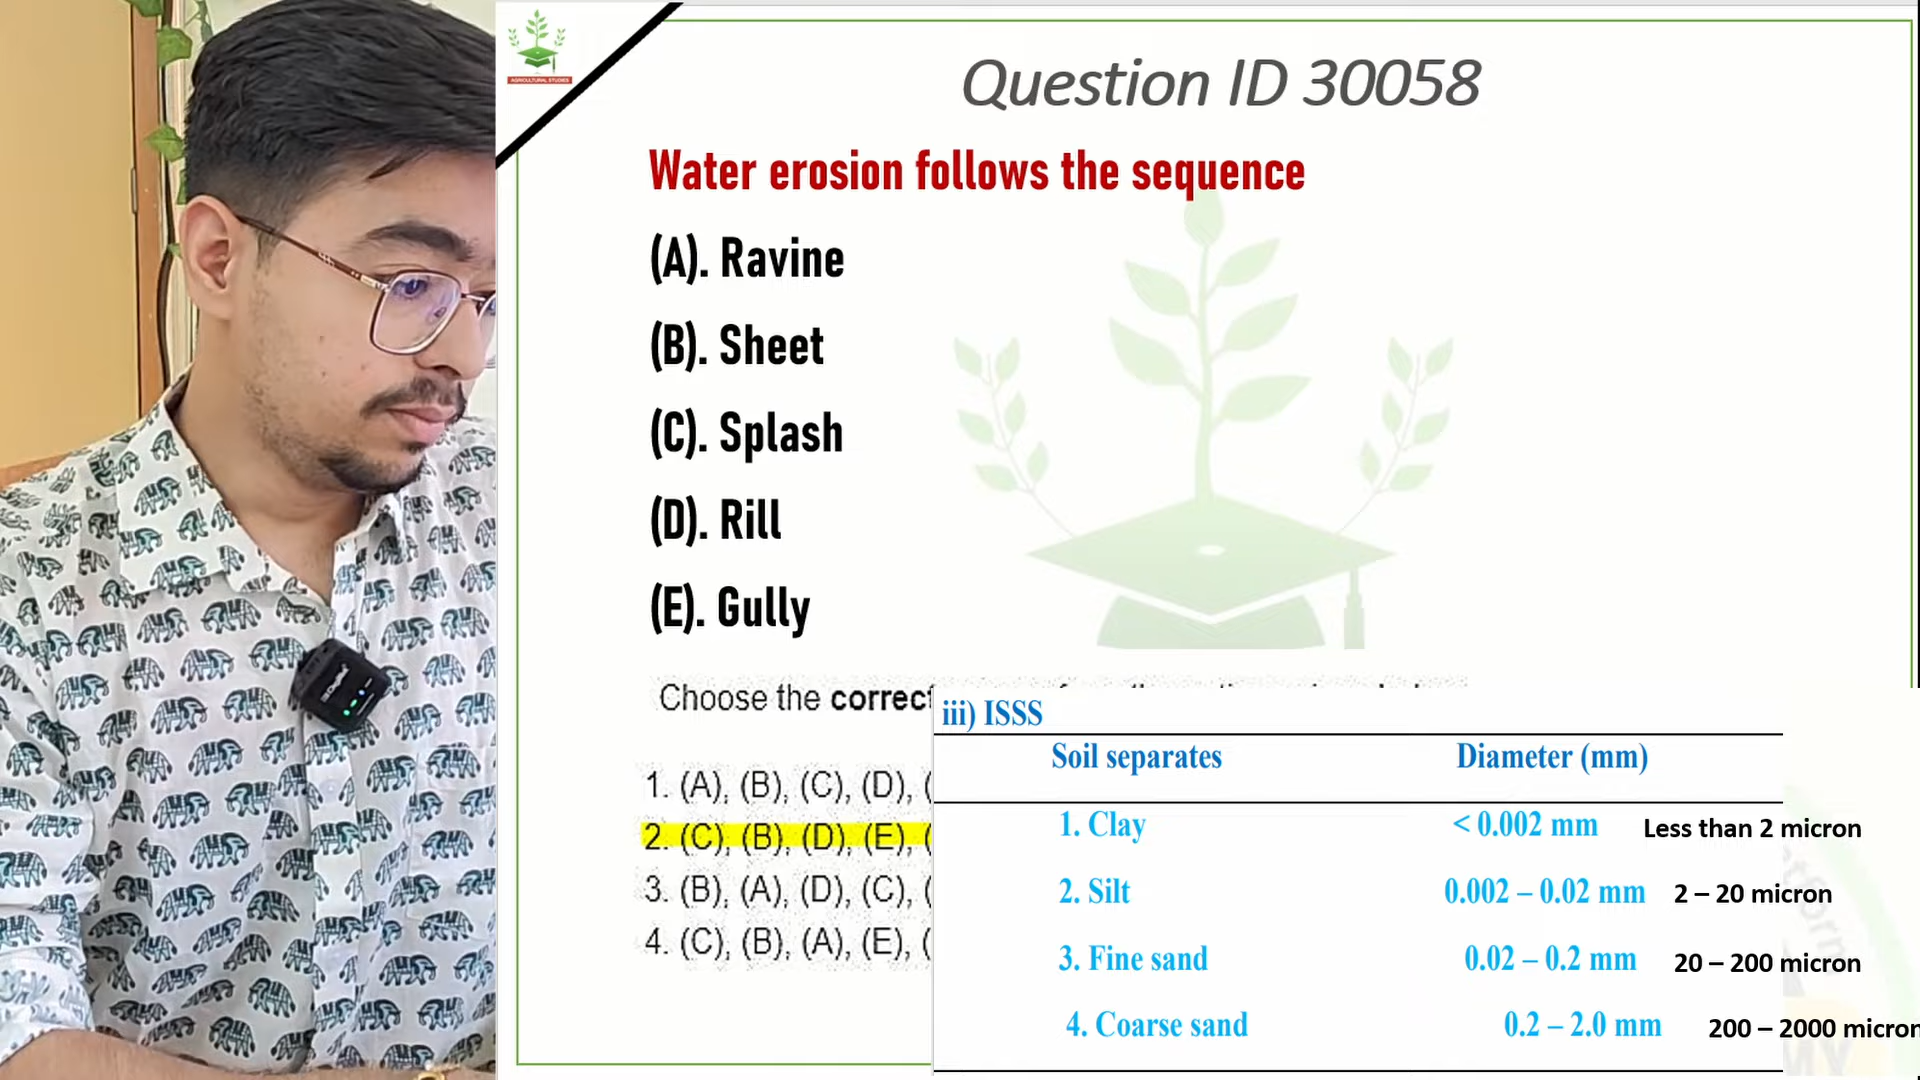 AGRICULTURAL STUDIES
Question ID 30058
Water erosion follows the sequence
(A). Ravine
(B). Sheet
(C). Splash
(D). Rill
(E). Gully
Choose the correct
1. (A), (B), (C), (D), (
2. (C), (B), (D), (E), (
3. (B), (A), (D), (C), (
4. (C), (B), (A), (E), (
iii) ISSS
Soil separates Diameter (mm)
1. Clay < 0.002 mm Less than 2 micron
2. Silt 0.002 – 0.02 mm 2 – 20 micron
3. Fine sand 0.02 – 0.2 mm 20 – 200 micron
4. Coarse sand 0.2 – 2.0 mm 200 – 2000 micron